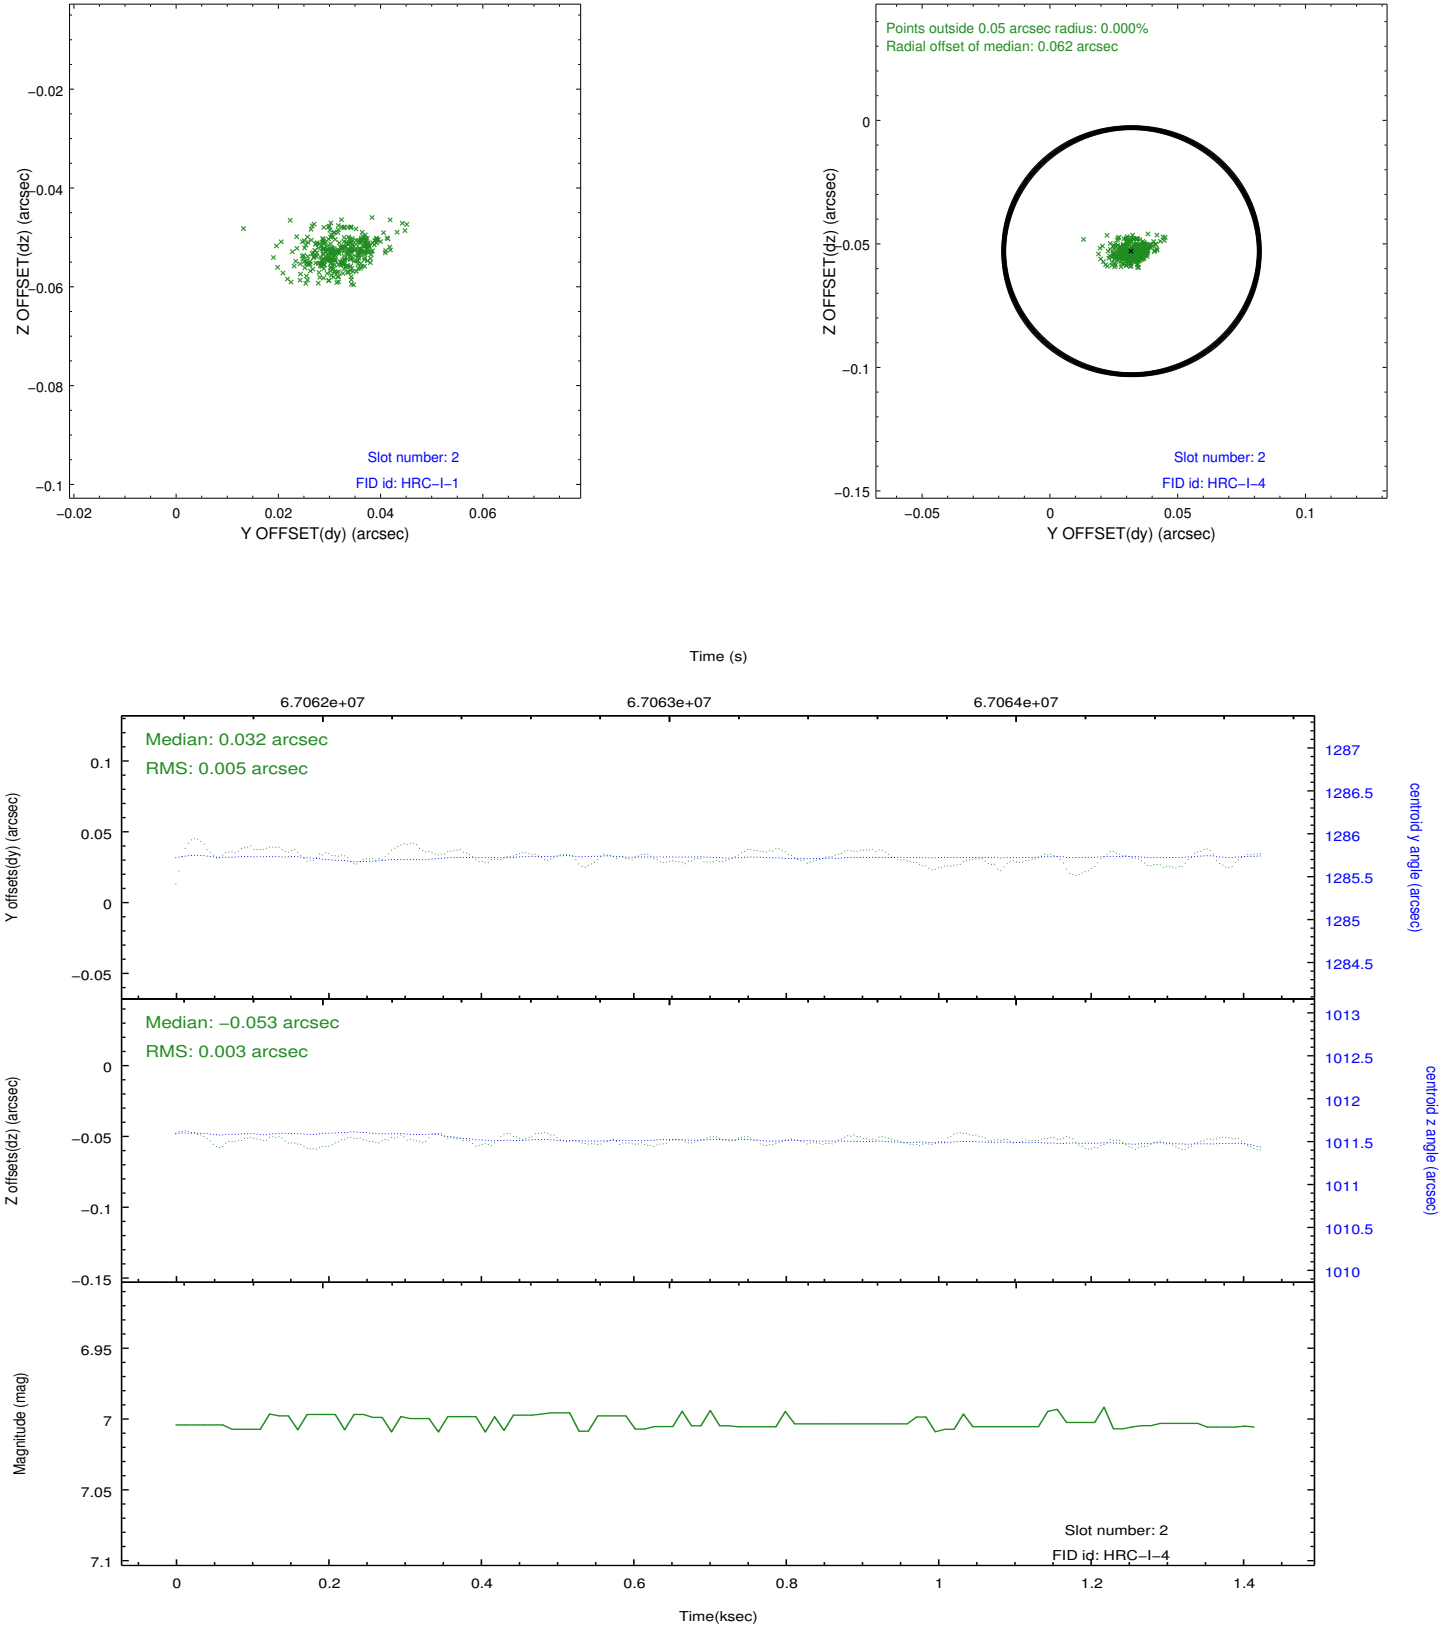 −0.02
−0.04
−0.06
−0.08
−0.1
Z OFFSET(dz) (arcsec)
Slot number: 2
FID id: HRC−I−1
−0.02 0 0.02 0.04 0.06
Y OFFSET(dy) (arcsec)
Points outside 0.05 arcsec radius: 0.000%
Radial offset of median: 0.062 arcsec
0
−0.05
−0.1
−0.15
Z OFFSET(dz) (arcsec)
Slot number: 2
FID id: HRC−I−4
−0.05 0 0.05 0.1
Y OFFSET(dy) (arcsec)
Time (s)
6.7062e+07 6.7063e+07 6.7064e+07
Median: 0.032 arcsec
RMS: 0.005 arcsec
0.1
0.05
0
−0.05
Y offsets(dy) (arcsec)
1287
1286.5
1286
1285.5
1285
1284.5
centroid y angle (arcsec)
Median: −0.053 arcsec
RMS: 0.003 arcsec
0
−0.05
−0.1
−0.15
Z offsets(dz) (arcsec)
1013
1012.5
1012
1011.5
1011
1010.5
1010
centroid z angle (arcsec)
6.95
7
7.05
7.1
Magnitude (mag)
Slot number: 2
FID id: HRC−I−4
0 0.2 0.4 0.6 0.8 1 1.2 1.4
Time(ksec)